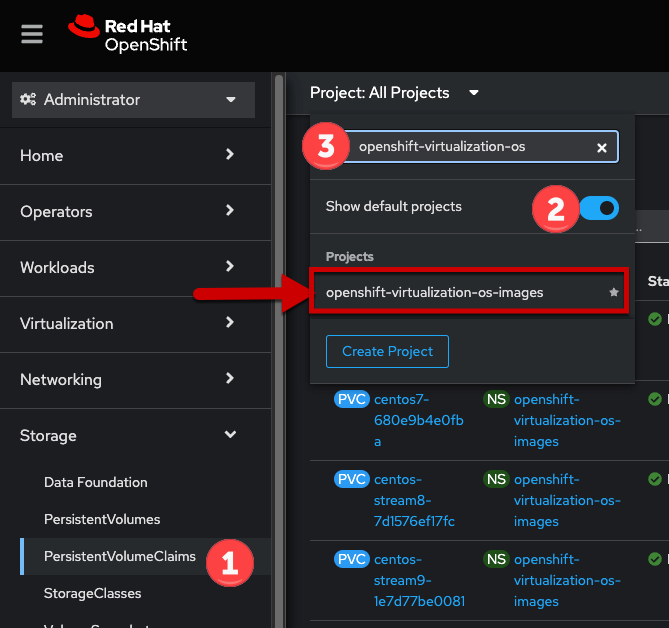 Red Hat
OpenShift
Administrator
Project: All Projects
Home
Operators
Workloads
Virtualization
Networking
Storage
Data Foundation
PersistentVolumes
PersistentVolumeClaims
1
StorageClasses
3
openshift-virtualization-os
Show default projects
2
Projects
openshift-virtualization-os-images
Create Project
...
Sta
PVC centos7-
680e9b4e0fb
a
NS openshift-
virtualization-os-
images
PVC centos-
stream8-
7d1576ef17fc
NS openshift-
virtualization-os-
images
PVC centos-
stream9-
1e7d77be0081
NS openshift-
virtualization-os-
images